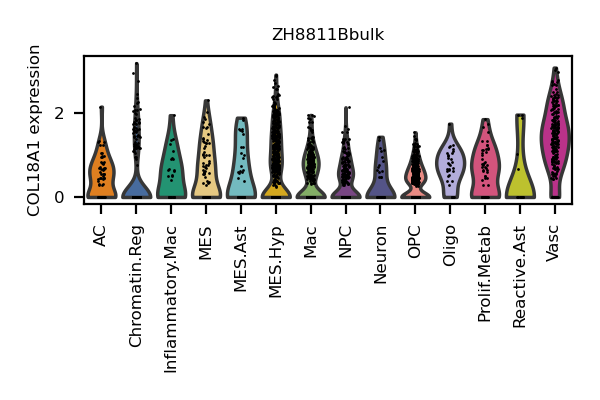 ZH8811Bbulk
COL18A1 expression
2
0
AC
Chromatin.Reg
Inflammatory.Mac
MES
MES.Ast
MES.Hyp
Mac
NPC
Neuron
OPC
Oligo
Prolif.Metab
Reactive.Ast
Vasc